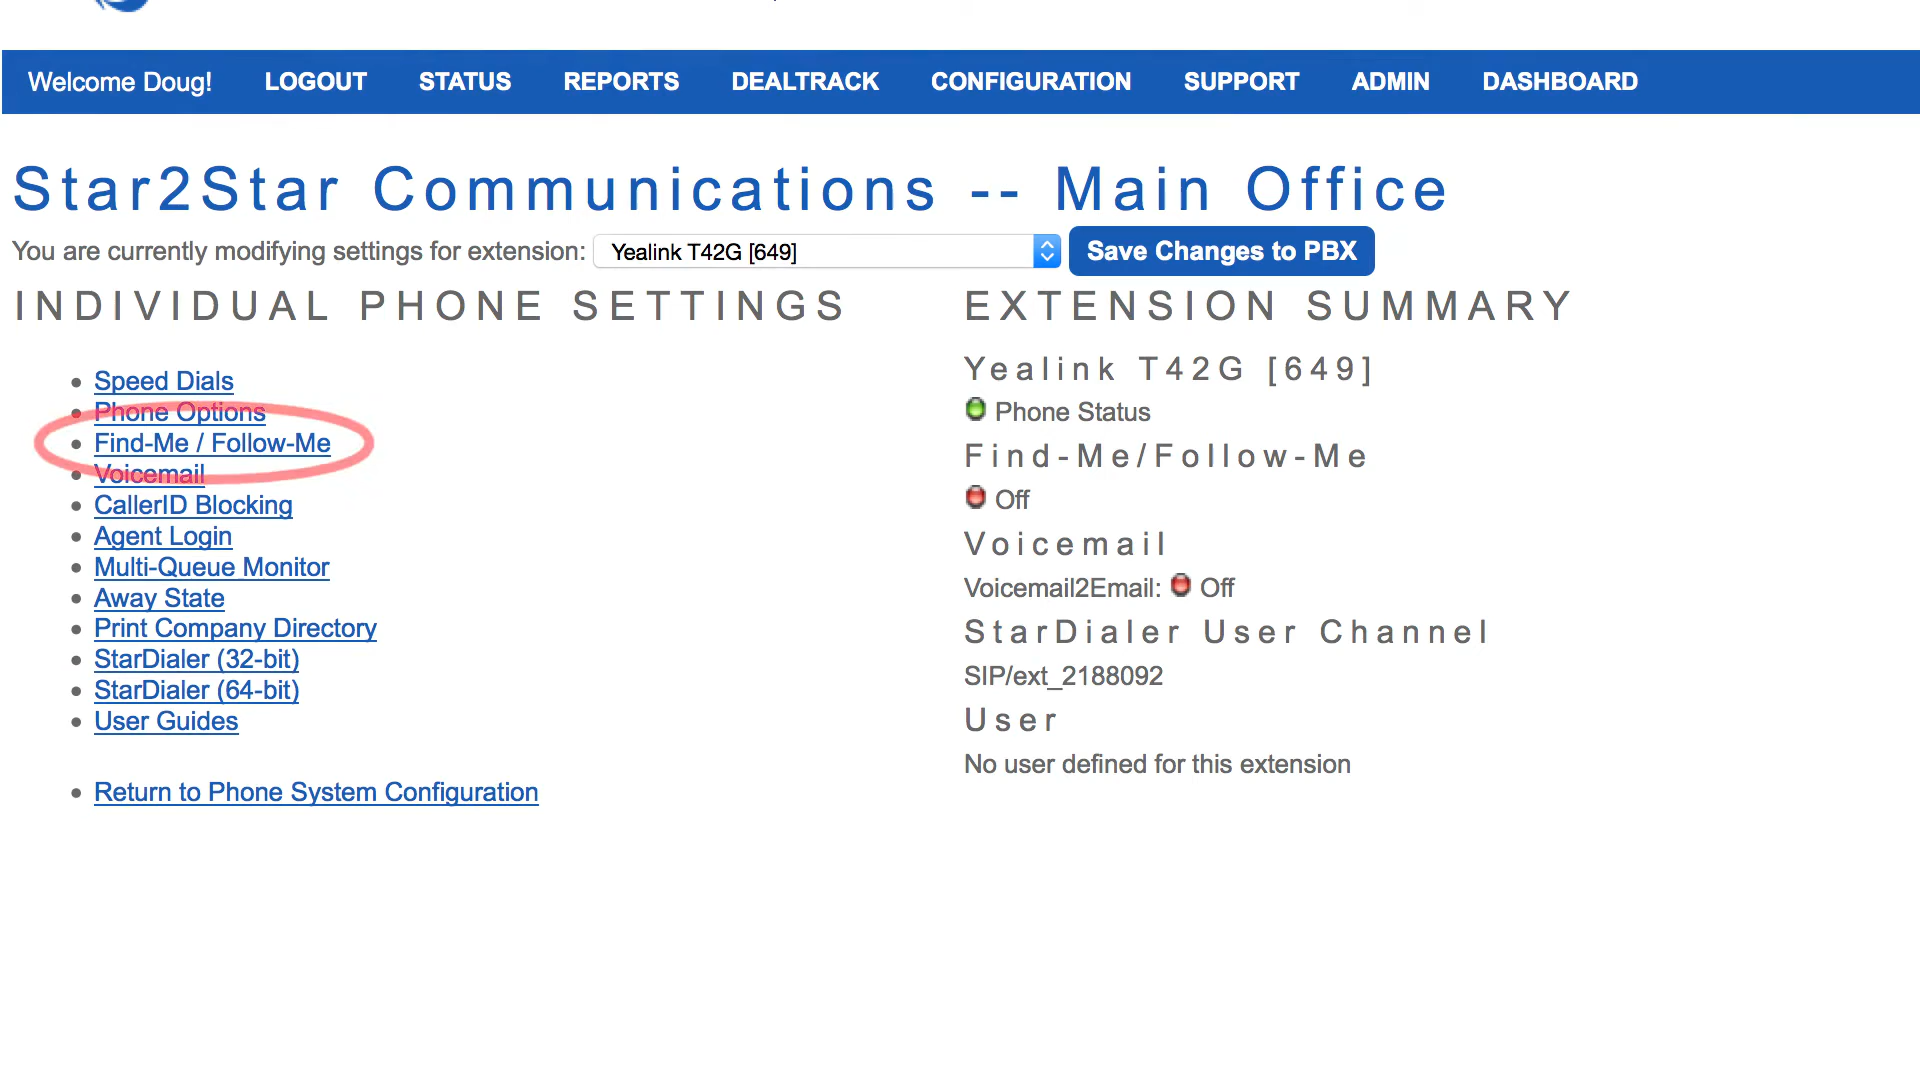 Welcome Doug! LOGOUT STATUS REPORTS DEALTRACK CONFIGURATION SUPPORT ADMIN DASHBOARD
Star2Star Communications -- Main Office
You are currently modifying settings for extension: Yealink T42G [649] Save Changes to PBX
INDIVIDUAL PHONE SETTINGS
Speed Dials
Phone Options
Find-Me / Follow-Me
Voicemail
CallerID Blocking
Agent Login
Multi-Queue Monitor
Away State
Print Company Directory
StarDialer (32-bit)
StarDialer (64-bit)
User Guides
Return to Phone System Configuration
EXTENSION SUMMARY
Yealink T42G [649]
Phone Status
Find-Me/Follow-Me
Off
Voicemail
Voicemail2Email: Off
StarDialer User Channel
SIP/ext_2188092
User
No user defined for this extension